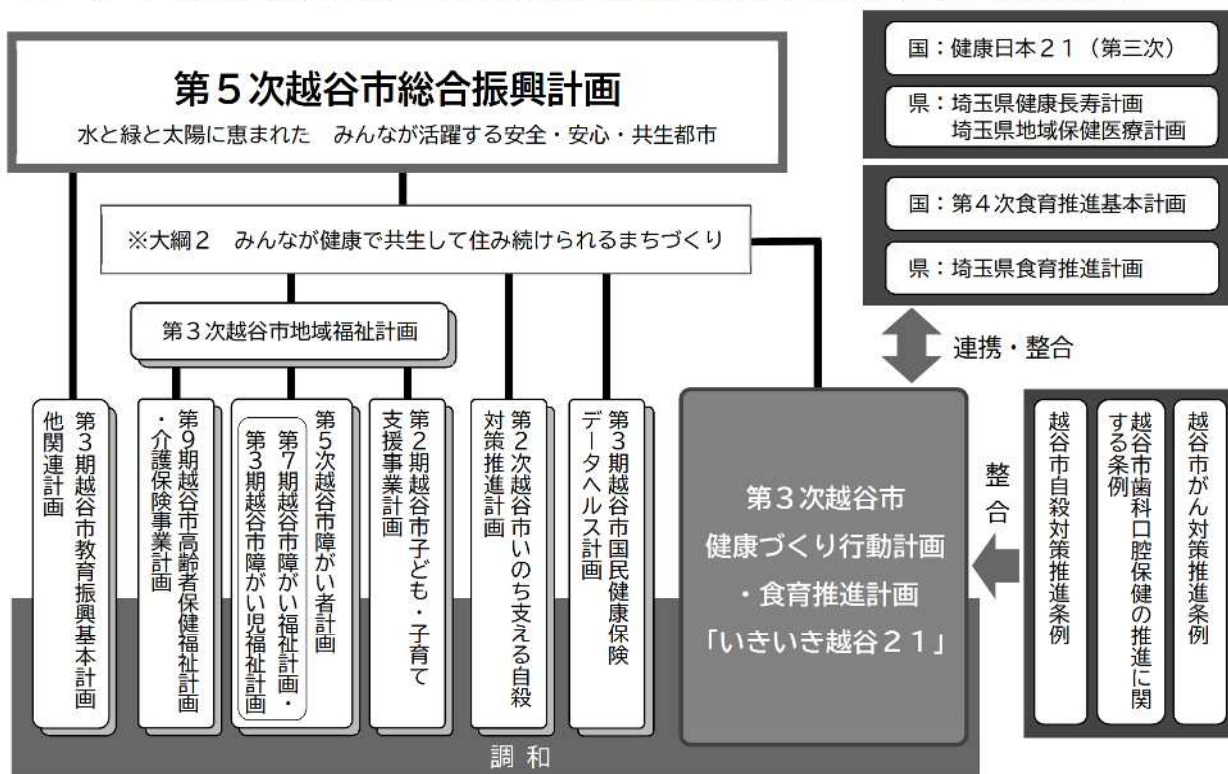 第５次越谷市総合振興計画
水と緑と太陽に恵まれた　みんなが活躍する安全・安心・共生都市
※大綱２　みんなが健康で共生して住み続けられるまちづくり
第３次越谷市地域福祉計画
第３期越谷市教育振興基本計画
他関連計画
第９期越谷市高齢者保健福祉計画
・介護保険事業計画
第５次越谷市障がい者計画
第７期越谷市障がい福祉計画・
第３期越谷市障がい児福祉計画
第２期越谷市子ども・子育て
支援事業計画
第２次越谷市いのち支える自殺
対策推進計画
第３期越谷市国民健康保険
データヘルス計画
第３次越谷市
健康づくり行動計画
・食育推進計画
「いきいき越谷２１」
調和
国：健康日本２１（第三次）
県：埼玉県健康長寿計画
埼玉県地域保健医療計画
国：第４次食育推進基本計画
県：埼玉県食育推進計画
連携・整合
整合
越谷市がん対策推進条例
越谷市歯科口腔保健の推進に関
する条例
越谷市自殺対策推進条例